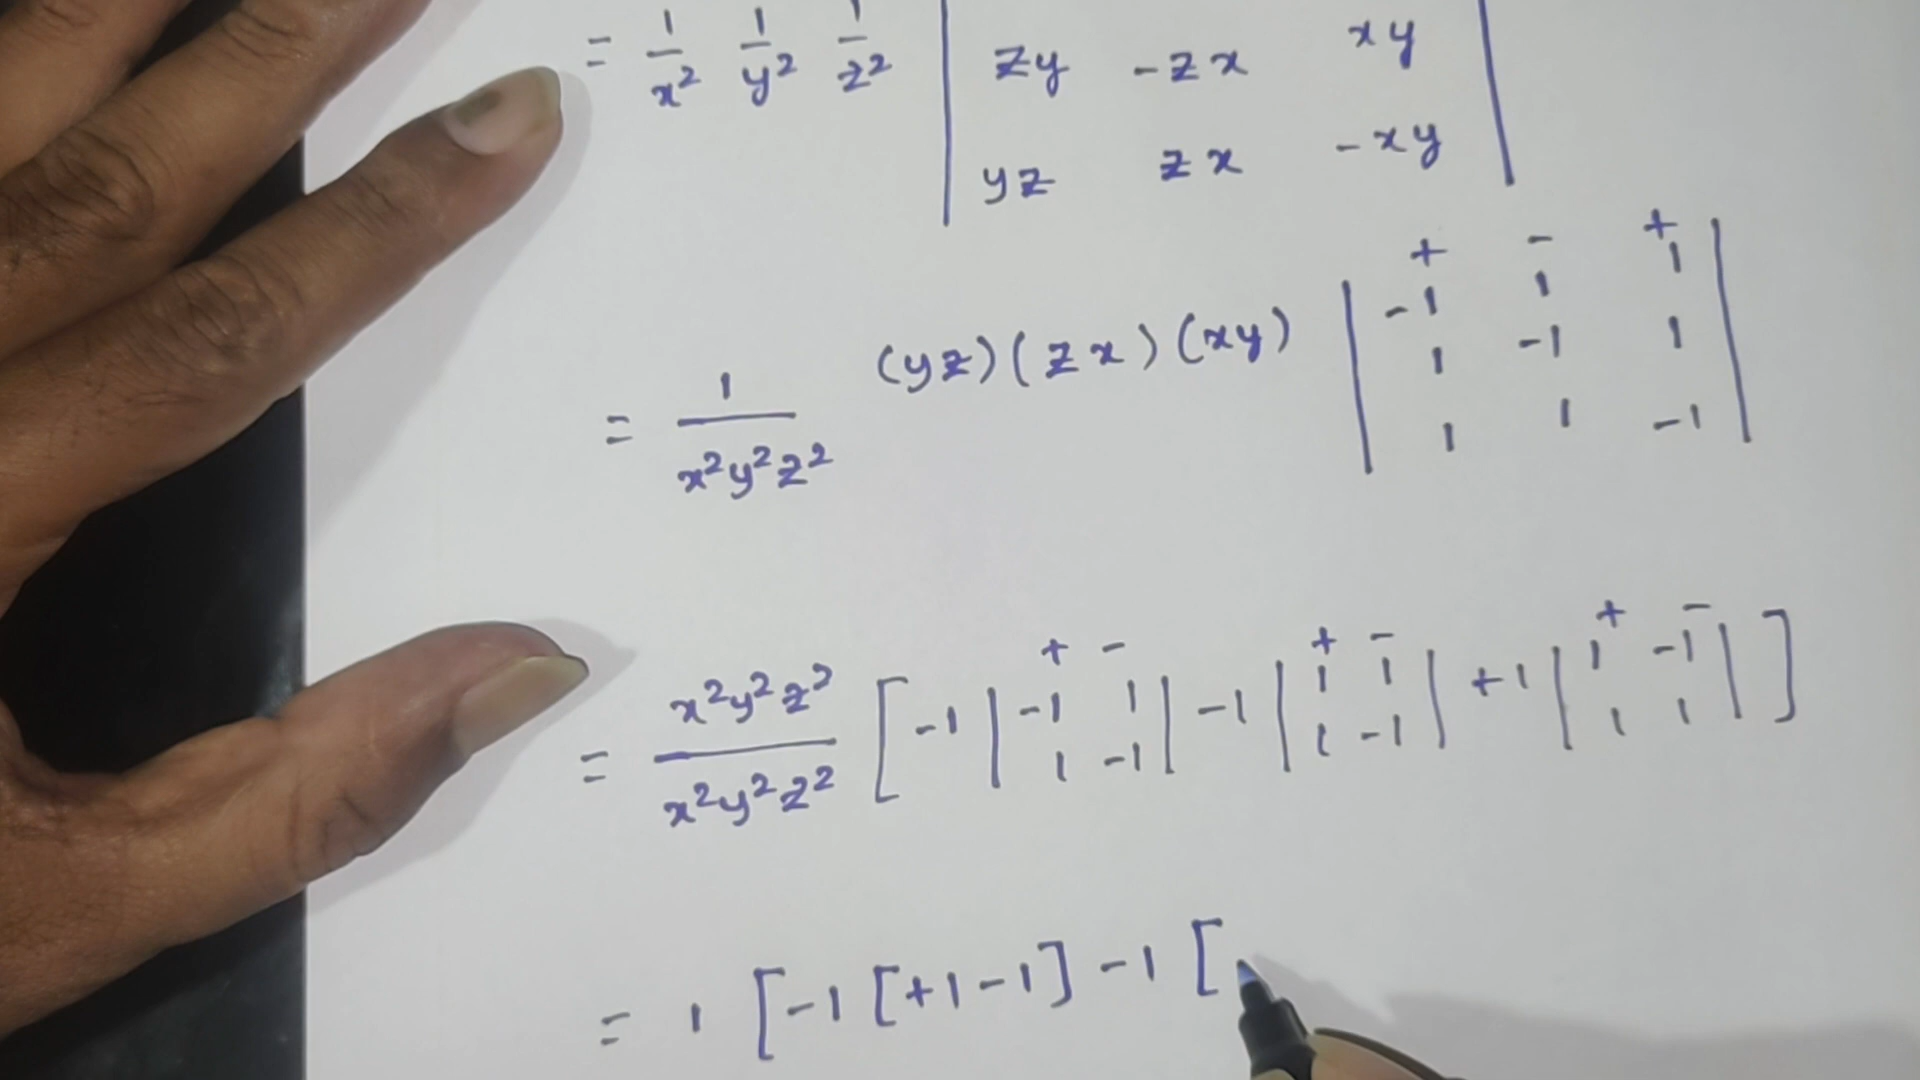 = 1/x² 1/y² 1/z² | zy -zx xy |
| yz zx -xy |
+ - +
= 1/x²y²z² (yz)(zx)(xy) | -1 1 1 |
| 1 -1 1 |
| 1 1 -1 |
+ - + - + -
= x²y²z²/x²y²z² [ -1 | -1 1 | -1 | 1 1 | +1 | 1 -1 | ]
| 1 -1 | | 1 -1 | | 1 1 |
= 1 [ -1 [+1-1] -1 [